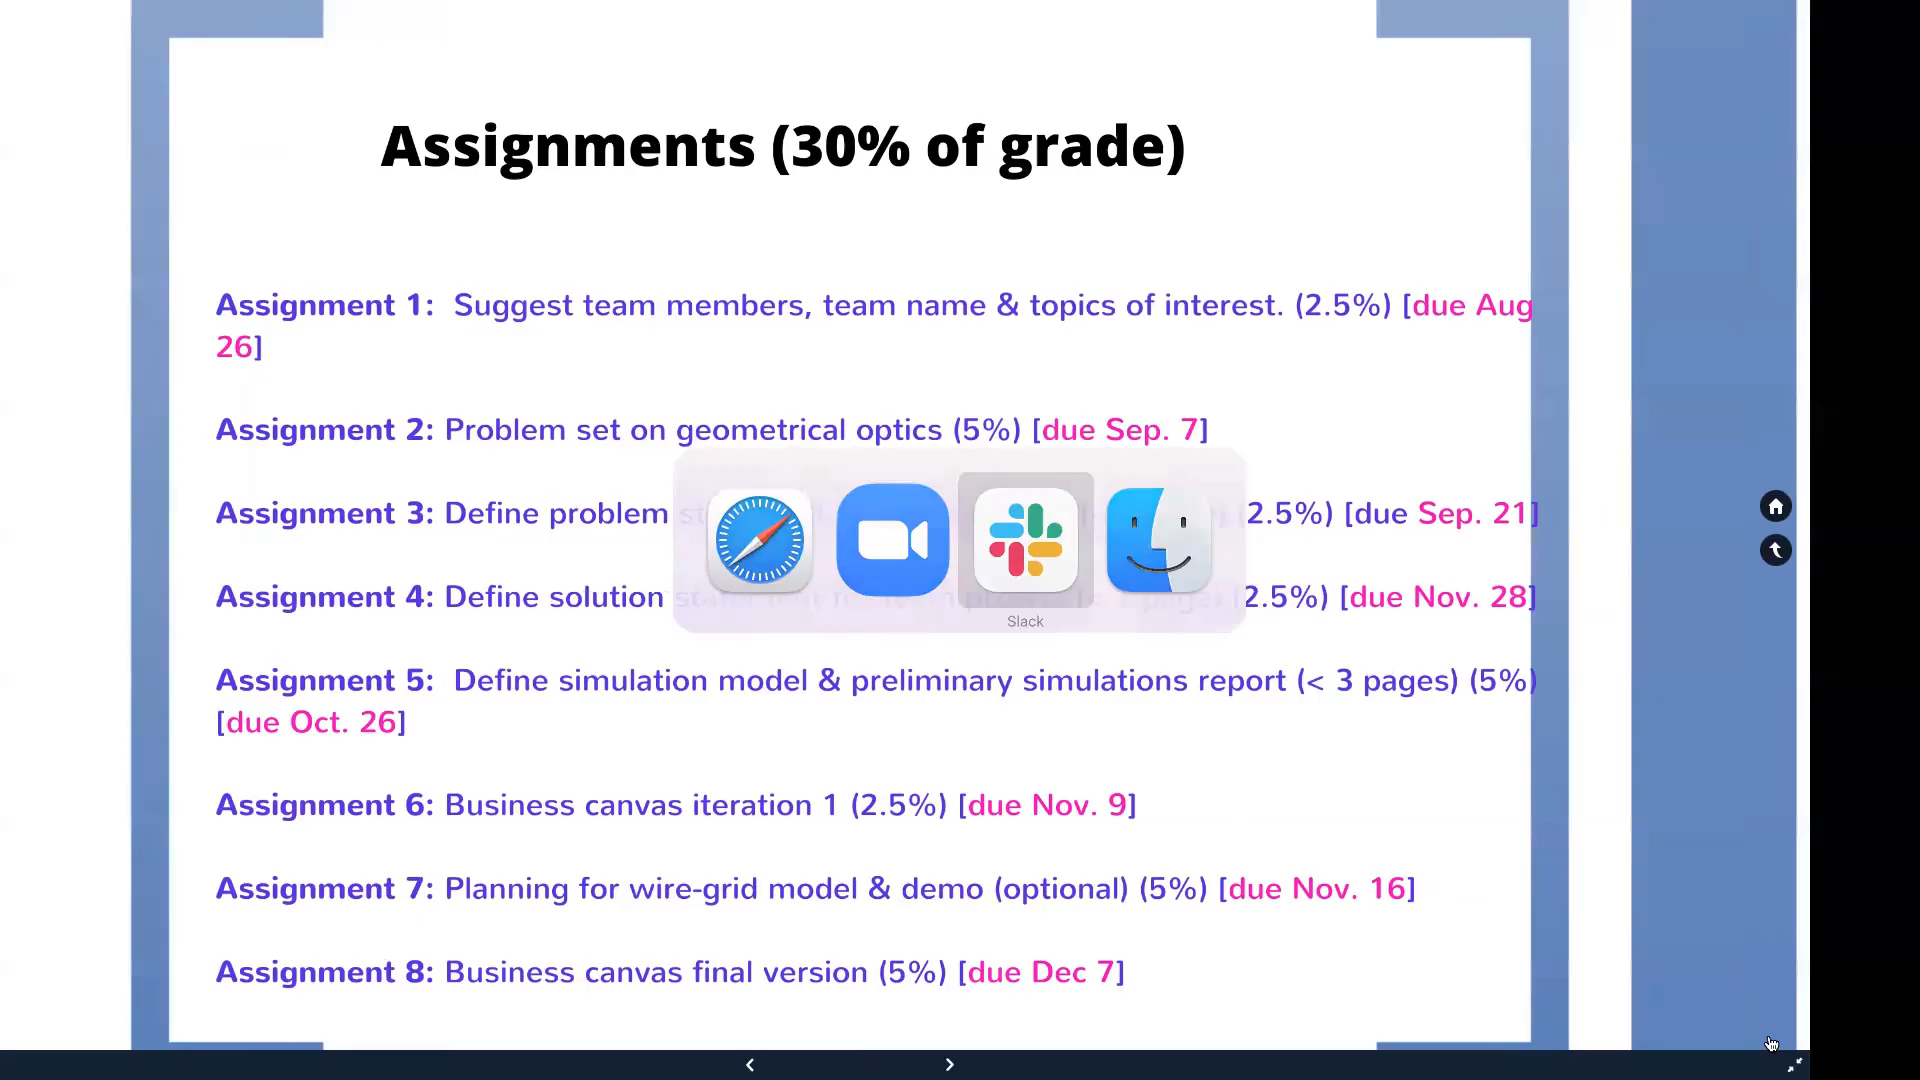 Assignments (30% of grade)
Assignment 1: Suggest team members, team name & topics of interest. (2.5%) [due Aug
26]
Assignment 2: Problem set on geometrical optics (5%) [due Sep. 7]
Assignment 3: Define problem 2.5%) [due Sep. 21]
Assignment 4: Define solution 2.5%) [due Nov. 28]
Slack
Assignment 5: Define simulation model & preliminary simulations report (< 3 pages) (5%)
[due Oct. 26]
Assignment 6: Business canvas iteration 1 (2.5%) [due Nov. 9]
Assignment 7: Planning for wire-grid model & demo (optional) (5%) [due Nov. 16]
Assignment 8: Business canvas final version (5%) [due Dec 7]